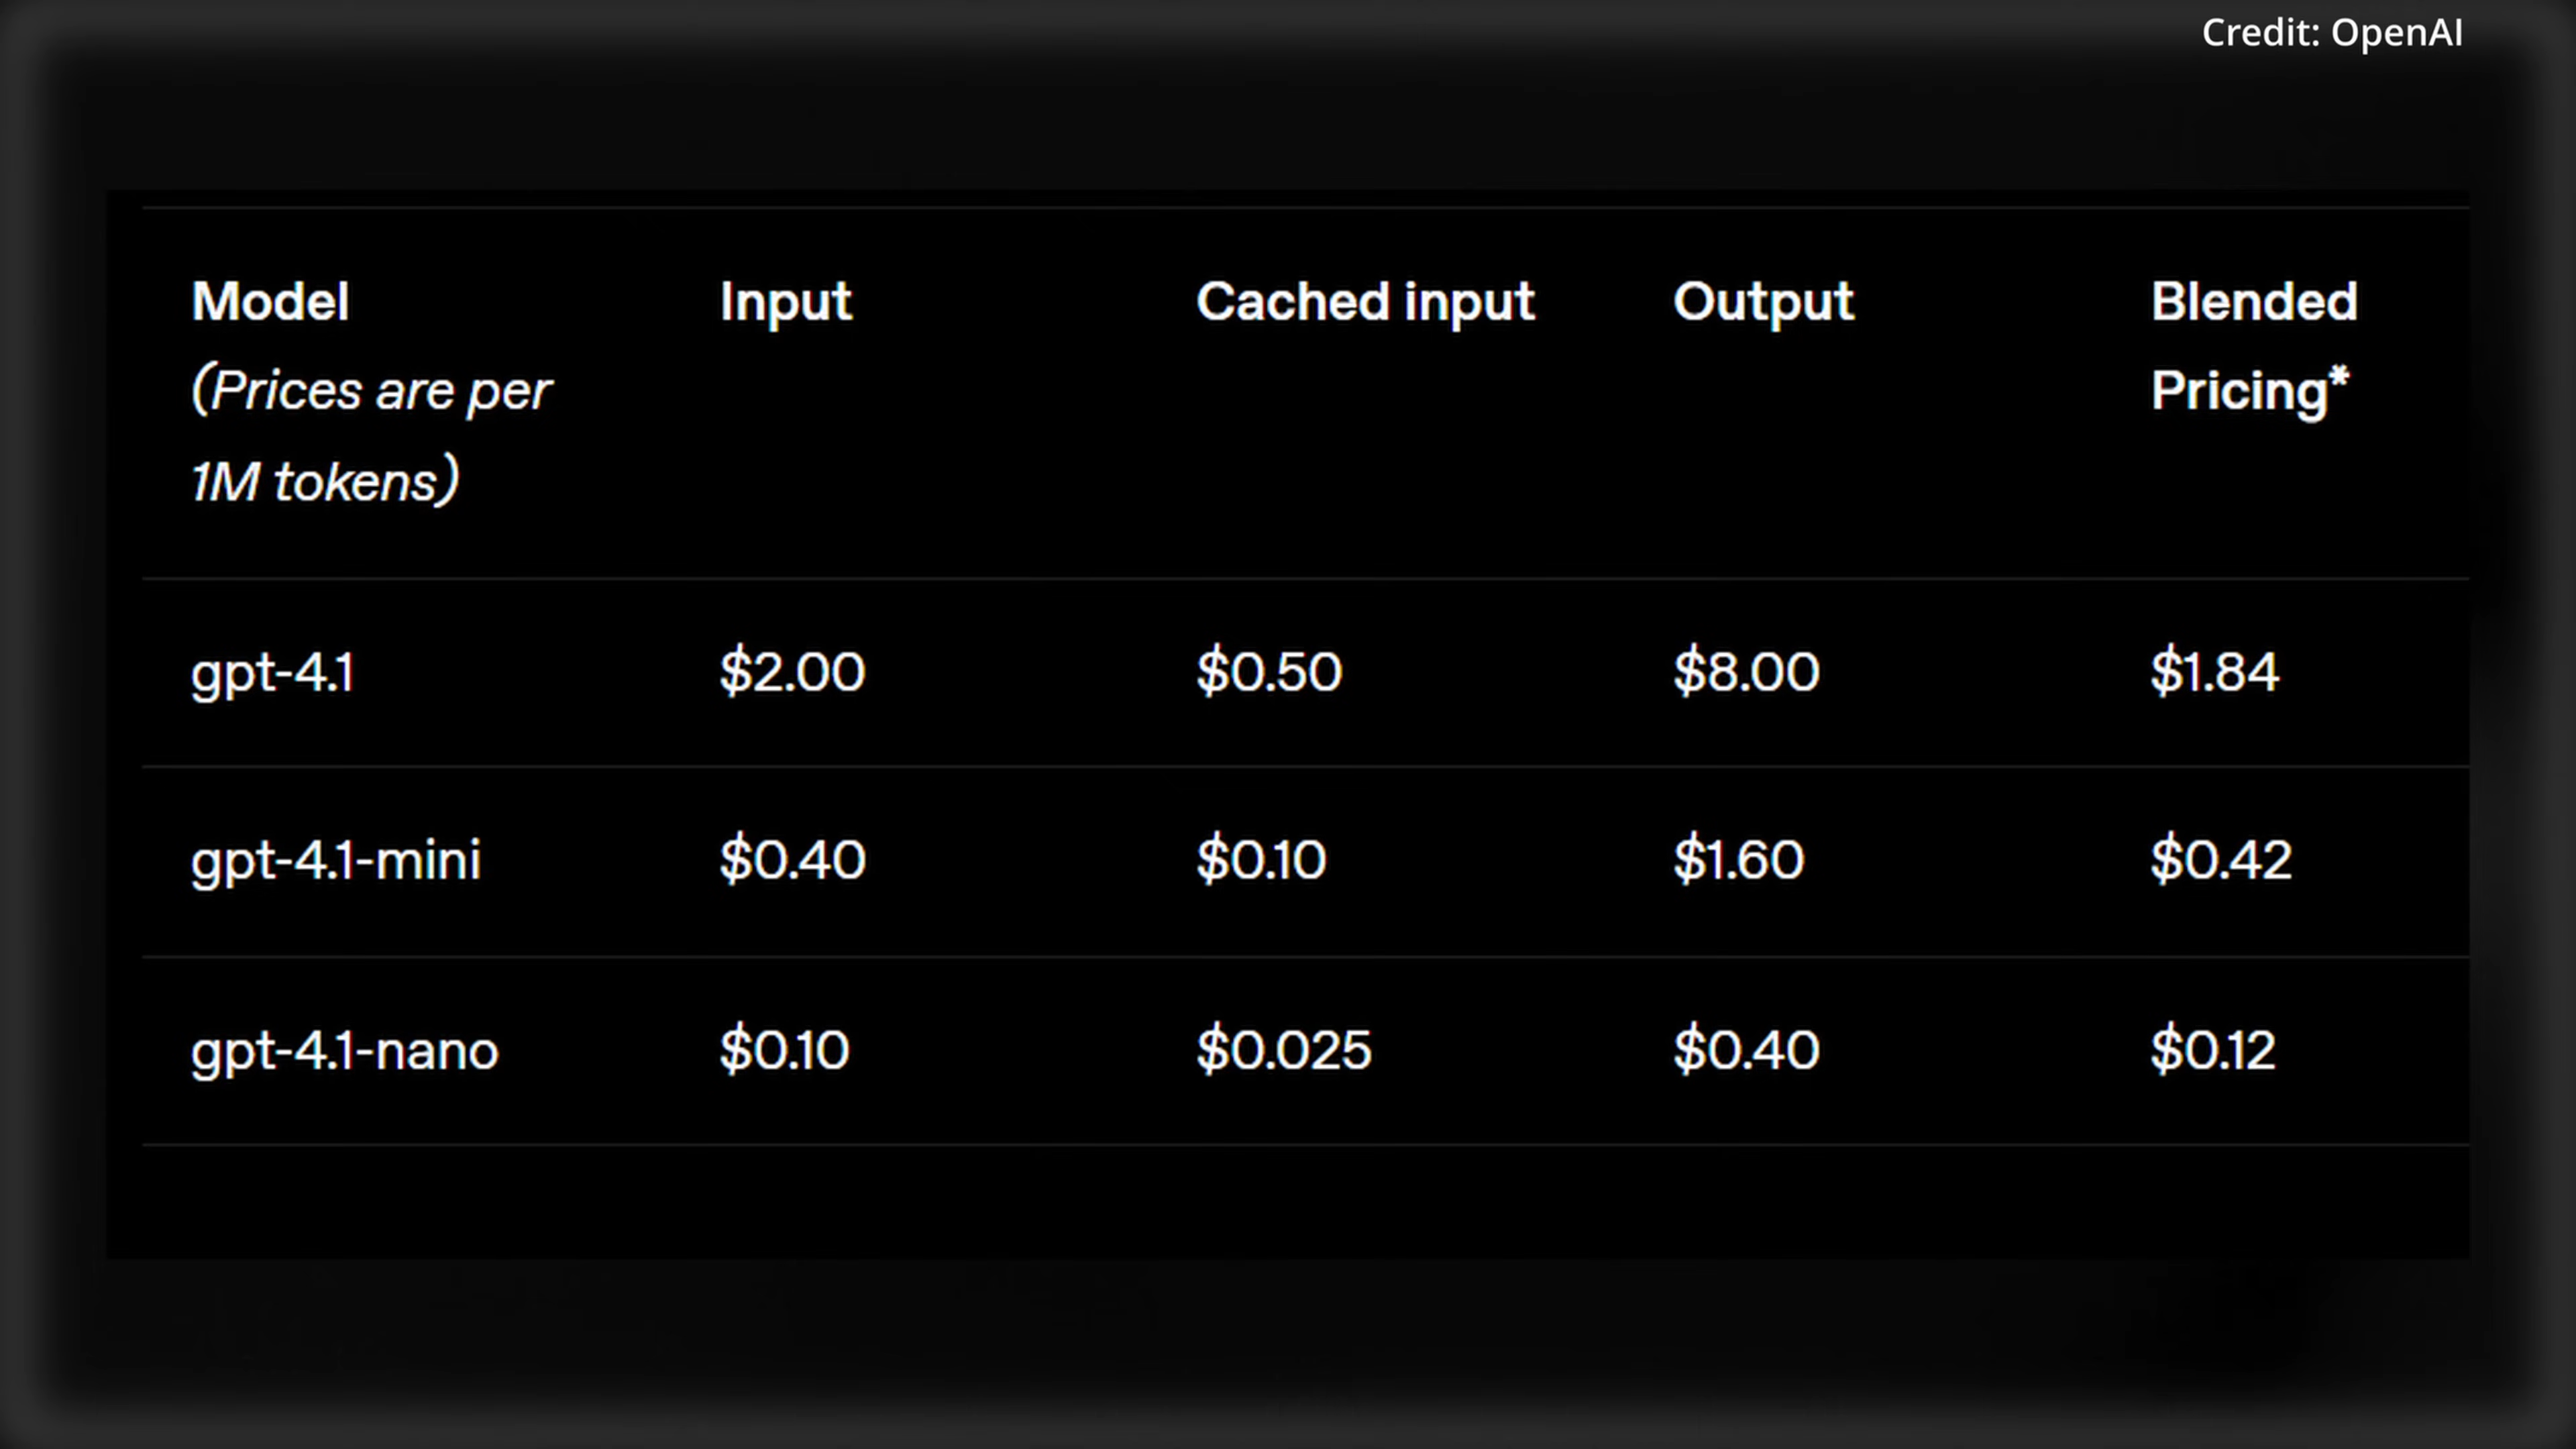 Credit: OpenAI
Model Input Cached input Output Blended
(Prices are per Pricing*
1M tokens)
gpt-4.1 $2.00 $0.50 $8.00 $1.84
gpt-4.1-mini $0.40 $0.10 $1.60 $0.42
gpt-4.1-nano $0.10 $0.025 $0.40 $0.12